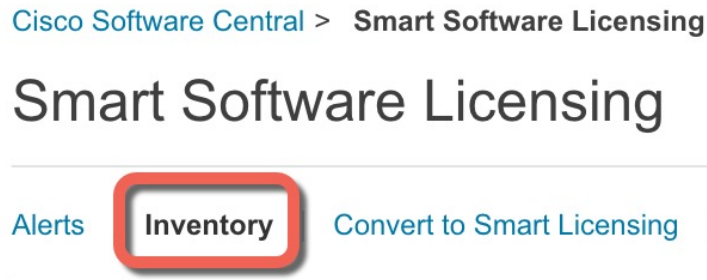 Cisco Software Central > Smart Software Licensing
Smart Software Licensing
Alerts Inventory Convert to Smart Licensing